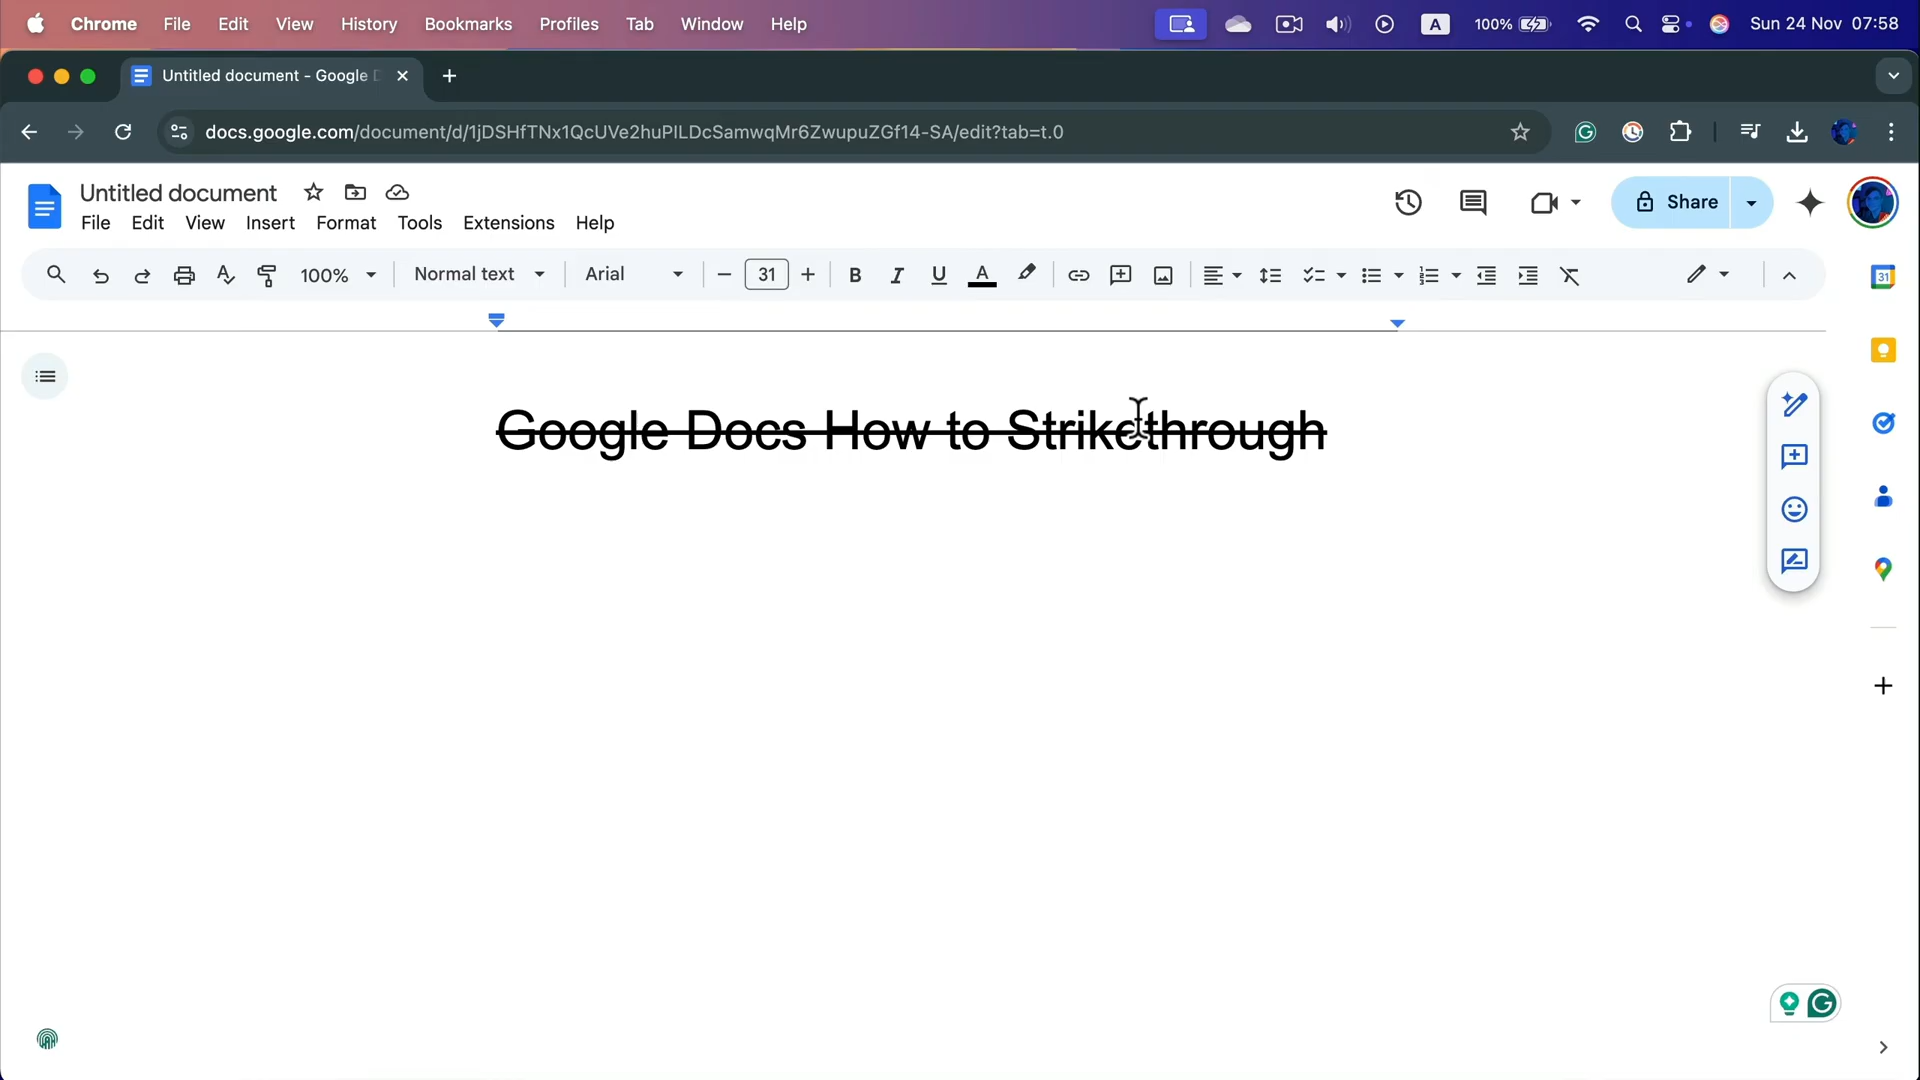 Chrome File Edit View History Bookmarks Profiles Tab Window Help A 100% Sun 24 Nov 07:58
Untitled document - Google D
docs.google.com/document/d/1jDSHfTNx1QcUVe2huPILDcSamwqMr6ZwupuZGf14-SA/edit?tab=t.0
Untitled document
Share
File Edit View Insert Format Tools Extensions Help
100% Normal text Arial 31 B I U A
31
Google Docs How to Strikethrough